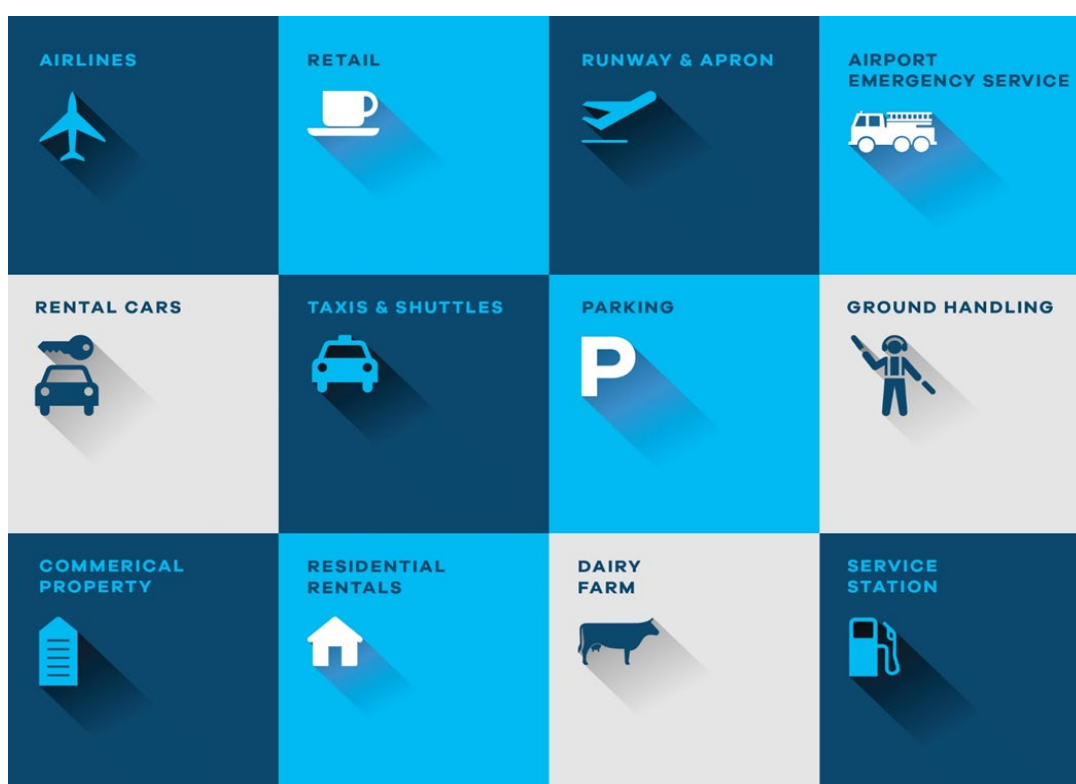 AIRLINES
RETAIL
RUNWAY & APRON
AIRPORT
EMERGENCY SERVICE
RENTAL CARS
TAXIS & SHUTTLES
PARKING
P
GROUND HANDLING
COMMERICAL
PROPERTY
RESIDENTIAL
RENTALS
DAIRY
FARM
SERVICE
STATION